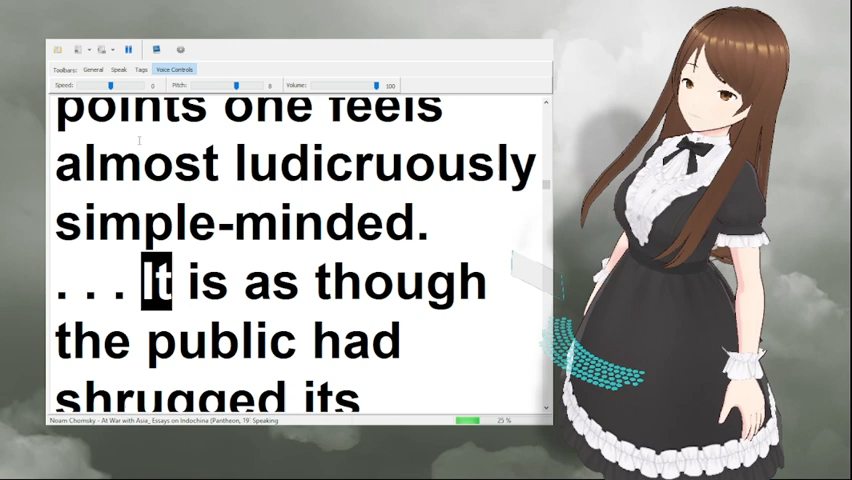 Toolbars: General Speak Tags Voice Controls
Speed: 0 Pitch: 8 Volume: 100
points one feels
almost ludicruously
simple-minded.
. . . It is as though
the public had
shrugged its
Noam Chomsky - At War with Asia_ Essays on Indochina (Pantheon, 19 Speaking 25 %